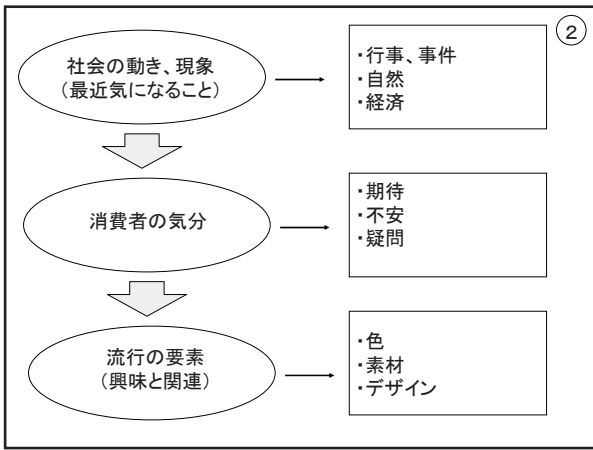 ②
社会の動き、現象
（最近気になること）
・行事、事件
・自然
・経済
消費者の気分
・期待
・不安
・疑問
流行の要素
（興味と関連）
・色
・素材
・デザイン